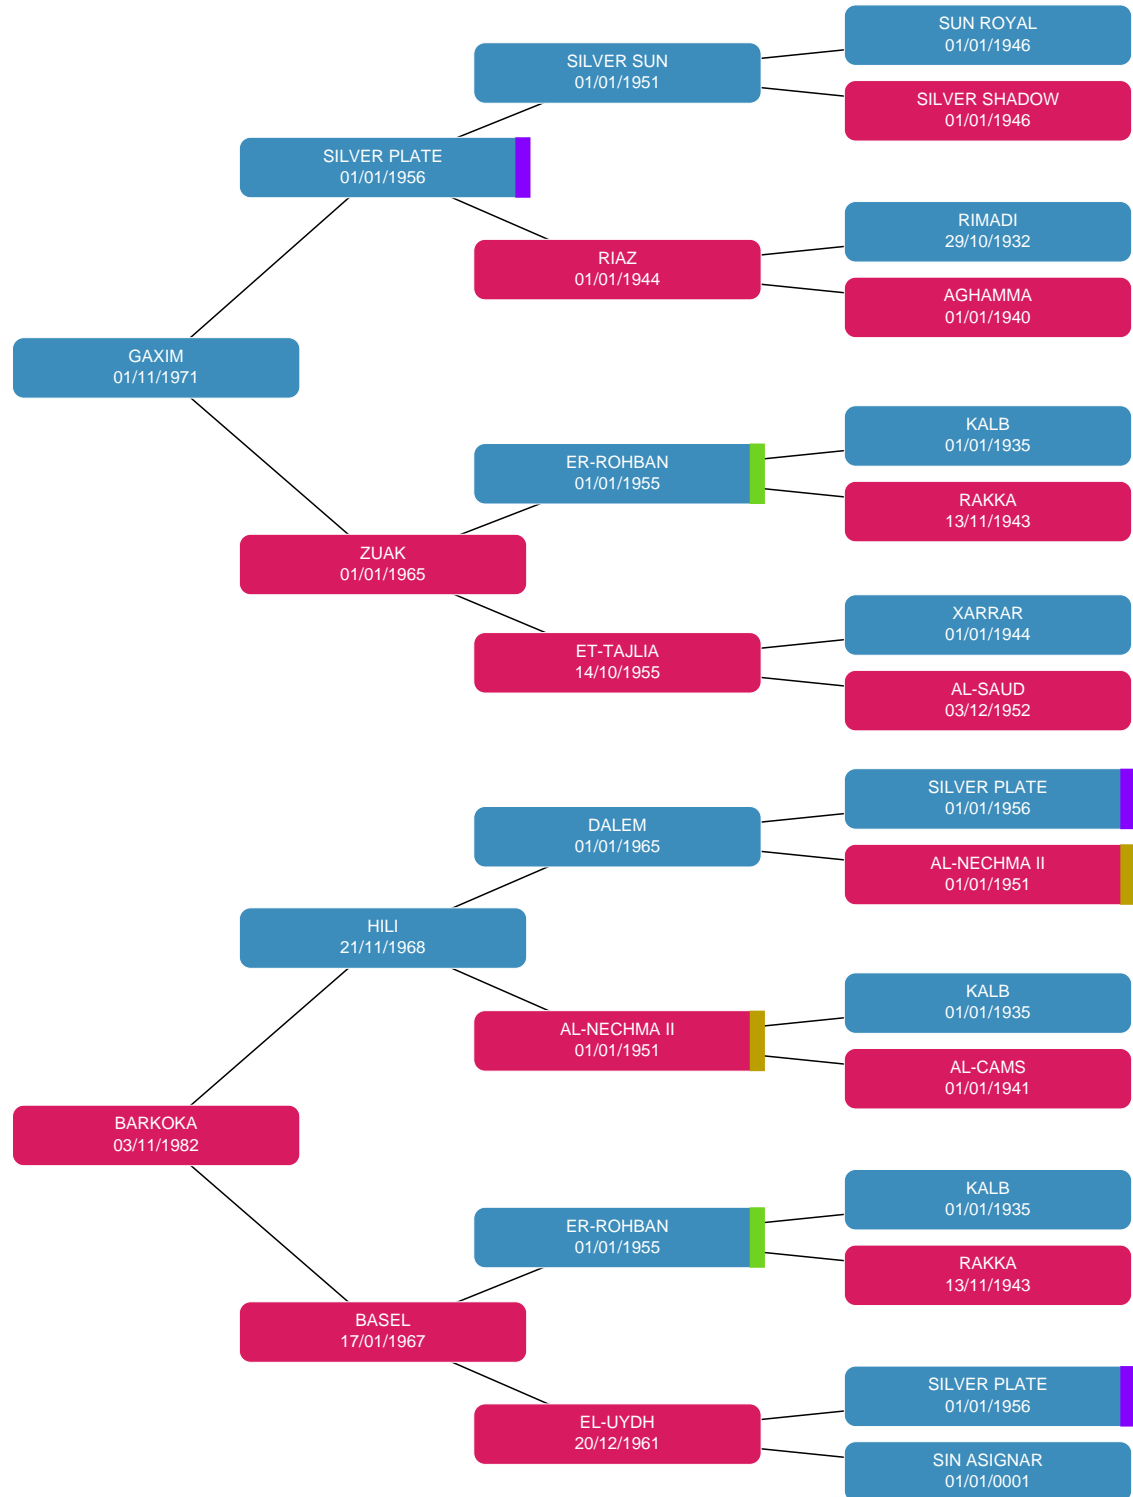 SUN ROYAL
01/01/1946
SILVER SUN
01/01/1951
SILVER SHADOW
01/01/1946
SILVER PLATE
01/01/1956
RIMADI
29/10/1932
RIAZ
01/01/1944
AGHAMMA
01/01/1940
GAXIM
01/11/1971
KALB
01/01/1935
ER-ROHBAN
01/01/1955
RAKKA
13/11/1943
ZUAK
01/01/1965
XARRAR
01/01/1944
ET-TAJLIA
14/10/1955
AL-SAUD
03/12/1952
SILVER PLATE
01/01/1956
DALEM
01/01/1965
AL-NECHMA II
01/01/1951
HILI
21/11/1968
KALB
01/01/1935
AL-NECHMA II
01/01/1951
AL-CAMS
01/01/1941
BARKOKA
03/11/1982
KALB
01/01/1935
ER-ROHBAN
01/01/1955
RAKKA
13/11/1943
BASEL
17/01/1967
SILVER PLATE
01/01/1956
EL-UYDH
20/12/1961
SIN ASIGNAR
01/01/0001